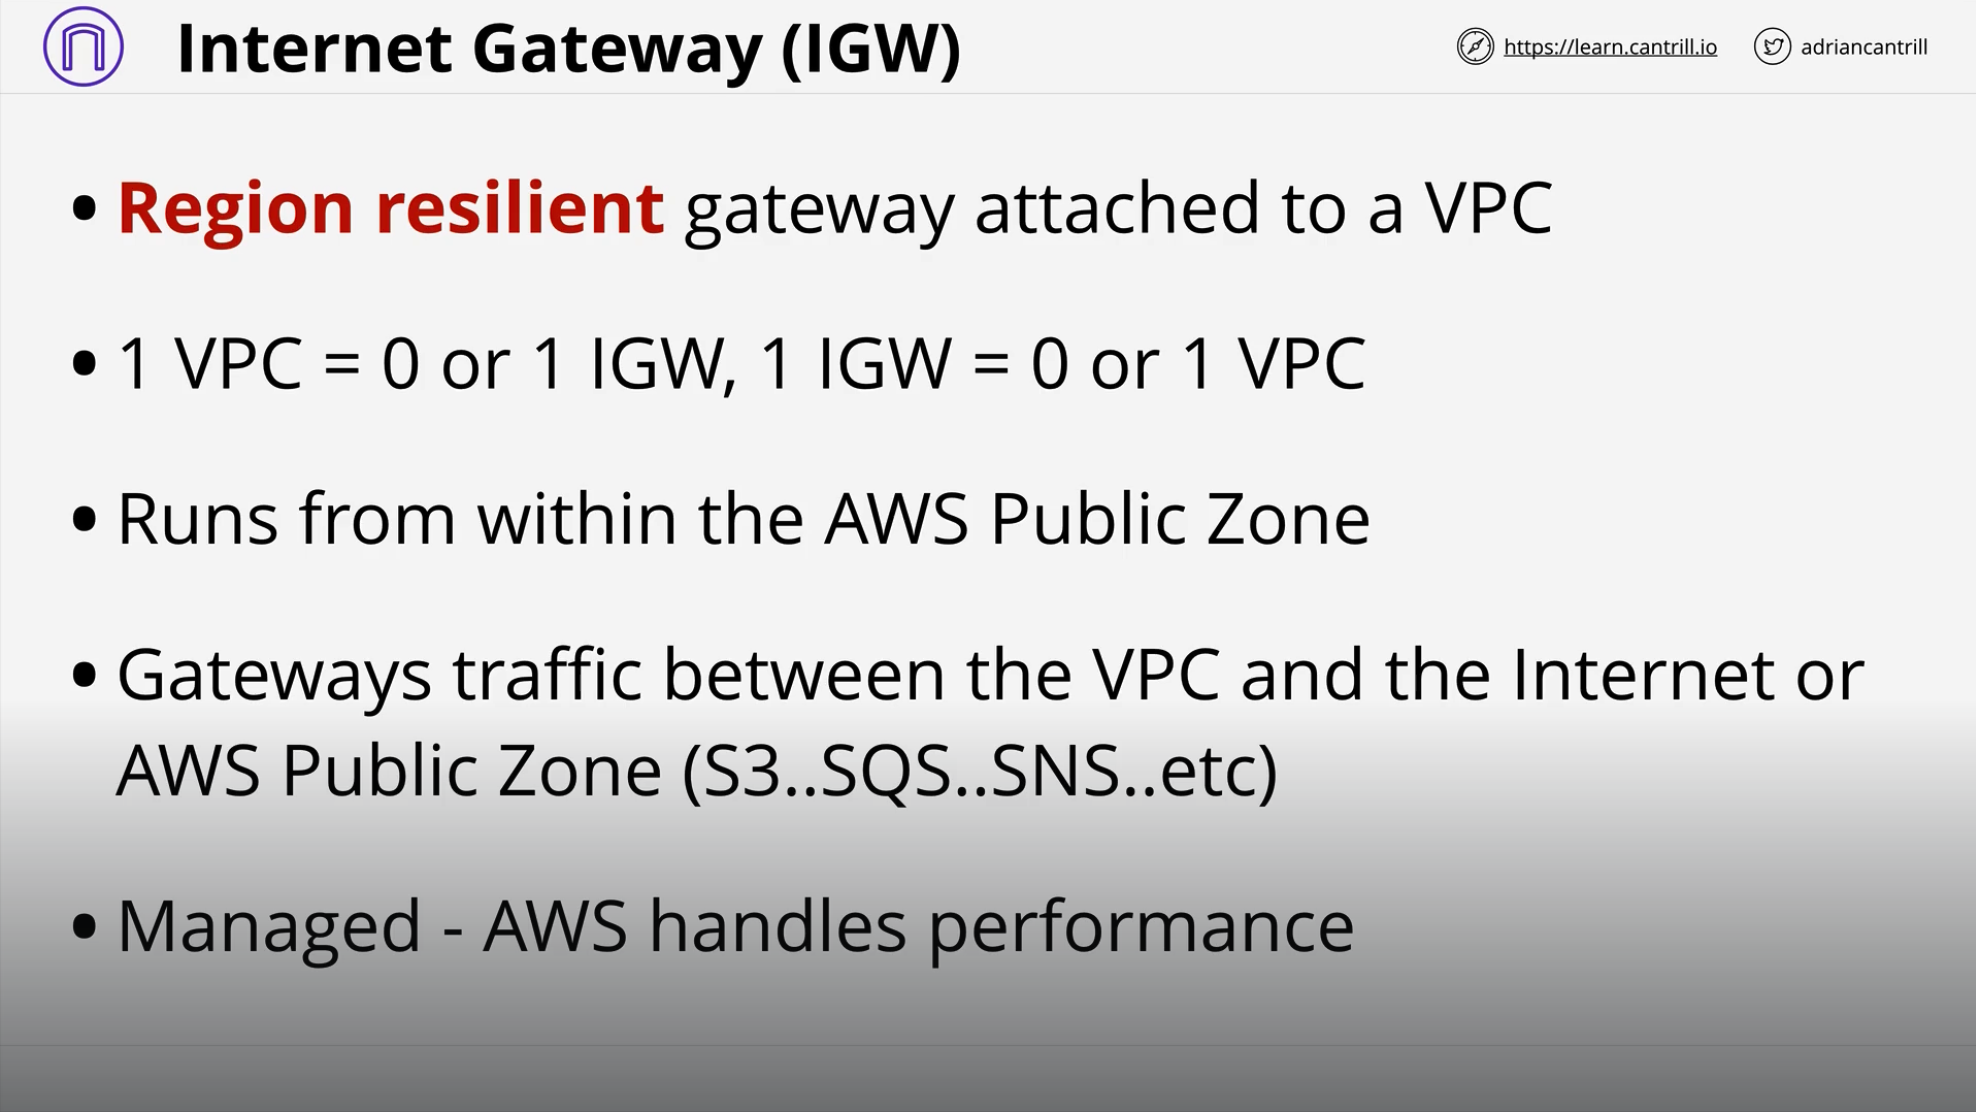 Internet Gateway (IGW)
https://learn.cantrill.io
adriancantrill
• Region resilient gateway attached to a VPC
• 1 VPC = 0 or 1 IGW, 1 IGW = 0 or 1 VPC
• Runs from within the AWS Public Zone
• Gateways traffic between the VPC and the Internet or
AWS Public Zone (S3..SQS..SNS..etc)
• Managed - AWS handles performance